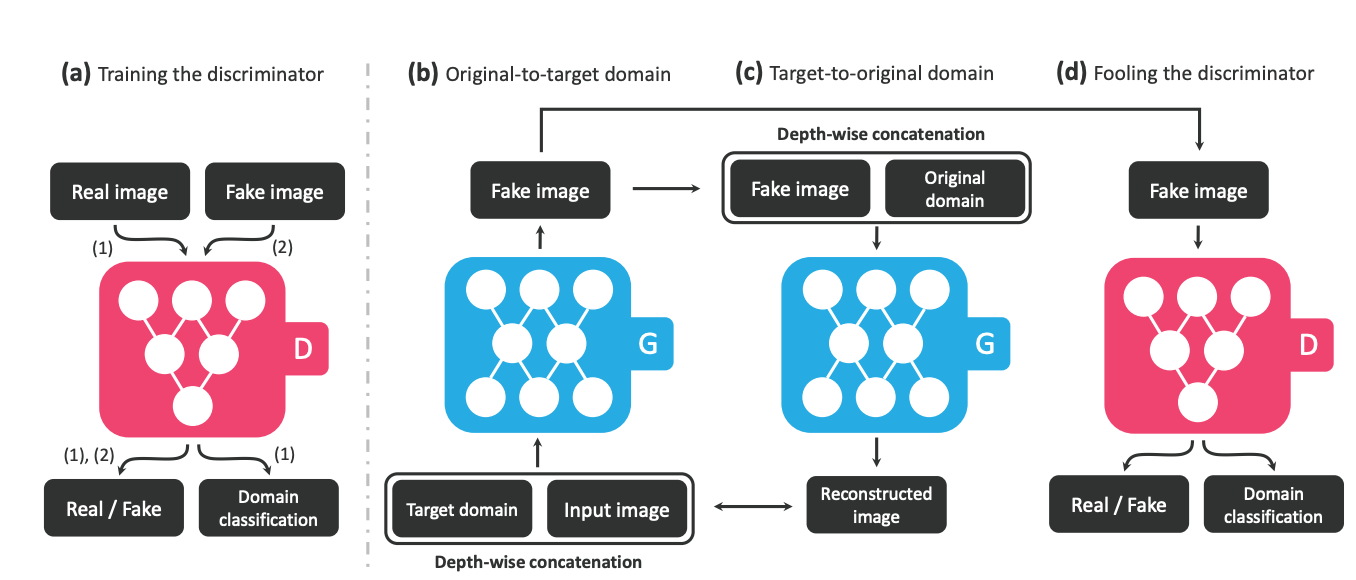 (a) Training the discriminator
(b) Original-to-target domain
(c) Target-to-original domain
(d) Fooling the discriminator
Real image
Fake image
(1)
(2)
D
(1), (2)
(1)
Real / Fake
Domain
classification
Fake image
G
Target domain
Input image
Depth-wise concatenation
Depth-wise concatenation
Fake image
Original
domain
G
Reconstructed
image
Fake image
D
Real / Fake
Domain
classification